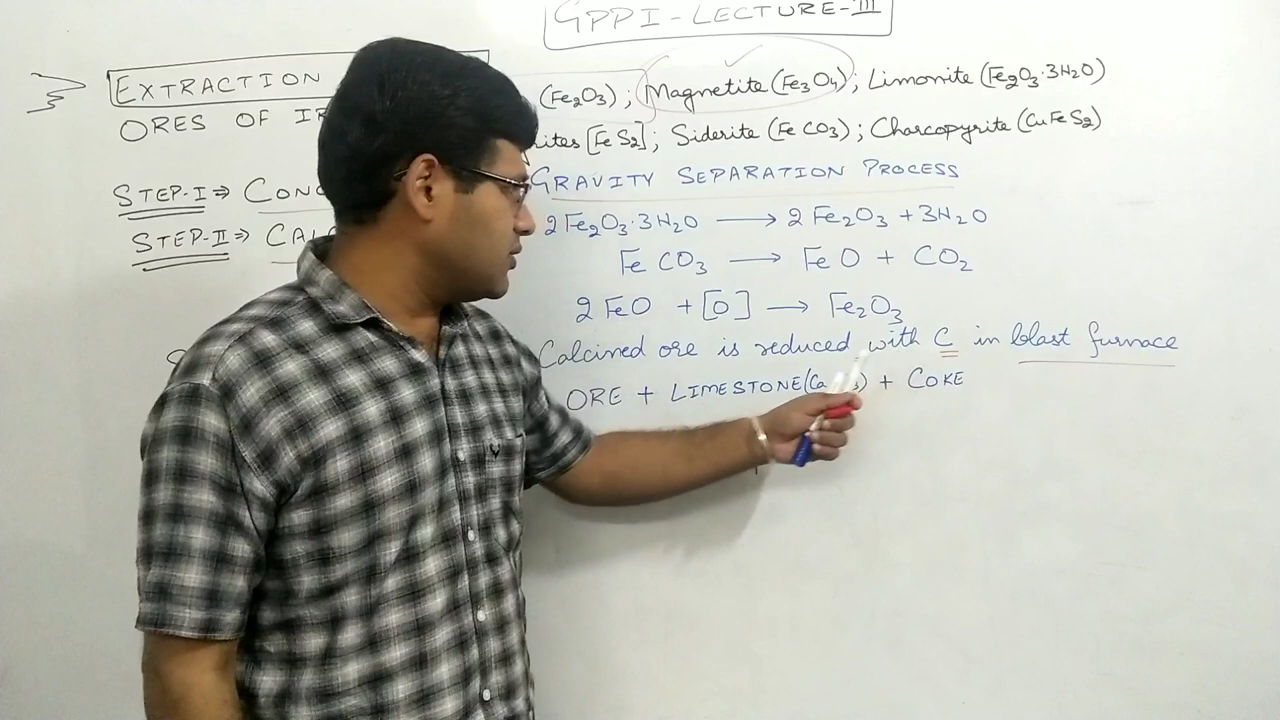 GPPI-LECTURE-III
EXTRACTION
(Fe₂O₃) ; Magnetite (Fe₃O₄) ; Limonite (Fe₂O₃·3H₂O)
ORES OF
[FeS₂] ; Siderite (FeCO₃) ; Charcopyrite (CuFeS₂)
STEP-I ⇒ GRAVITY SEPARATION PROCESS
STEP-II ⇒ 2Fe₂O₃·3H₂O ⟶ 2Fe₂O₃ + 3H₂O
FeCO₃ ⟶ FeO + CO₂
2FeO + [O] ⟶ Fe₂O₃
Calcined ore is reduced with C in blast furnace
ORE + LIMESTONE + COKE